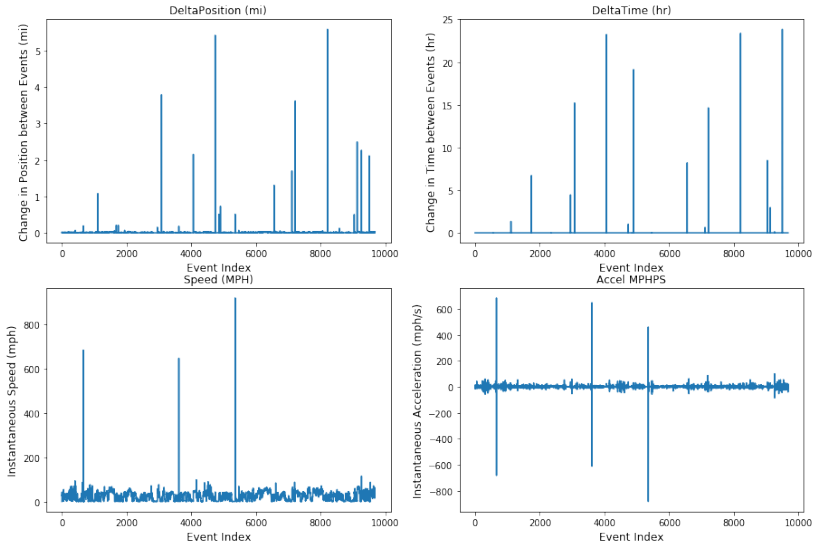 DeltaPosition (mi)
Change in Position between Events (mi)
5
4
3
2
1
0
0 2000 4000 6000 8000 10000
Event Index
DeltaTime (hr)
Change in Time between Events (hr)
25
20
15
10
5
0
0 2000 4000 6000 8000 10000
Event Index
Speed (MPH)
Instantaneous Speed (mph)
800
600
400
200
0
0 2000 4000 6000 8000 10000
Event Index
Accel MPHPS
Instantaneous Acceleration (mph/s)
600
400
200
0
−200
−400
−600
−800
0 2000 4000 6000 8000 10000
Event Index